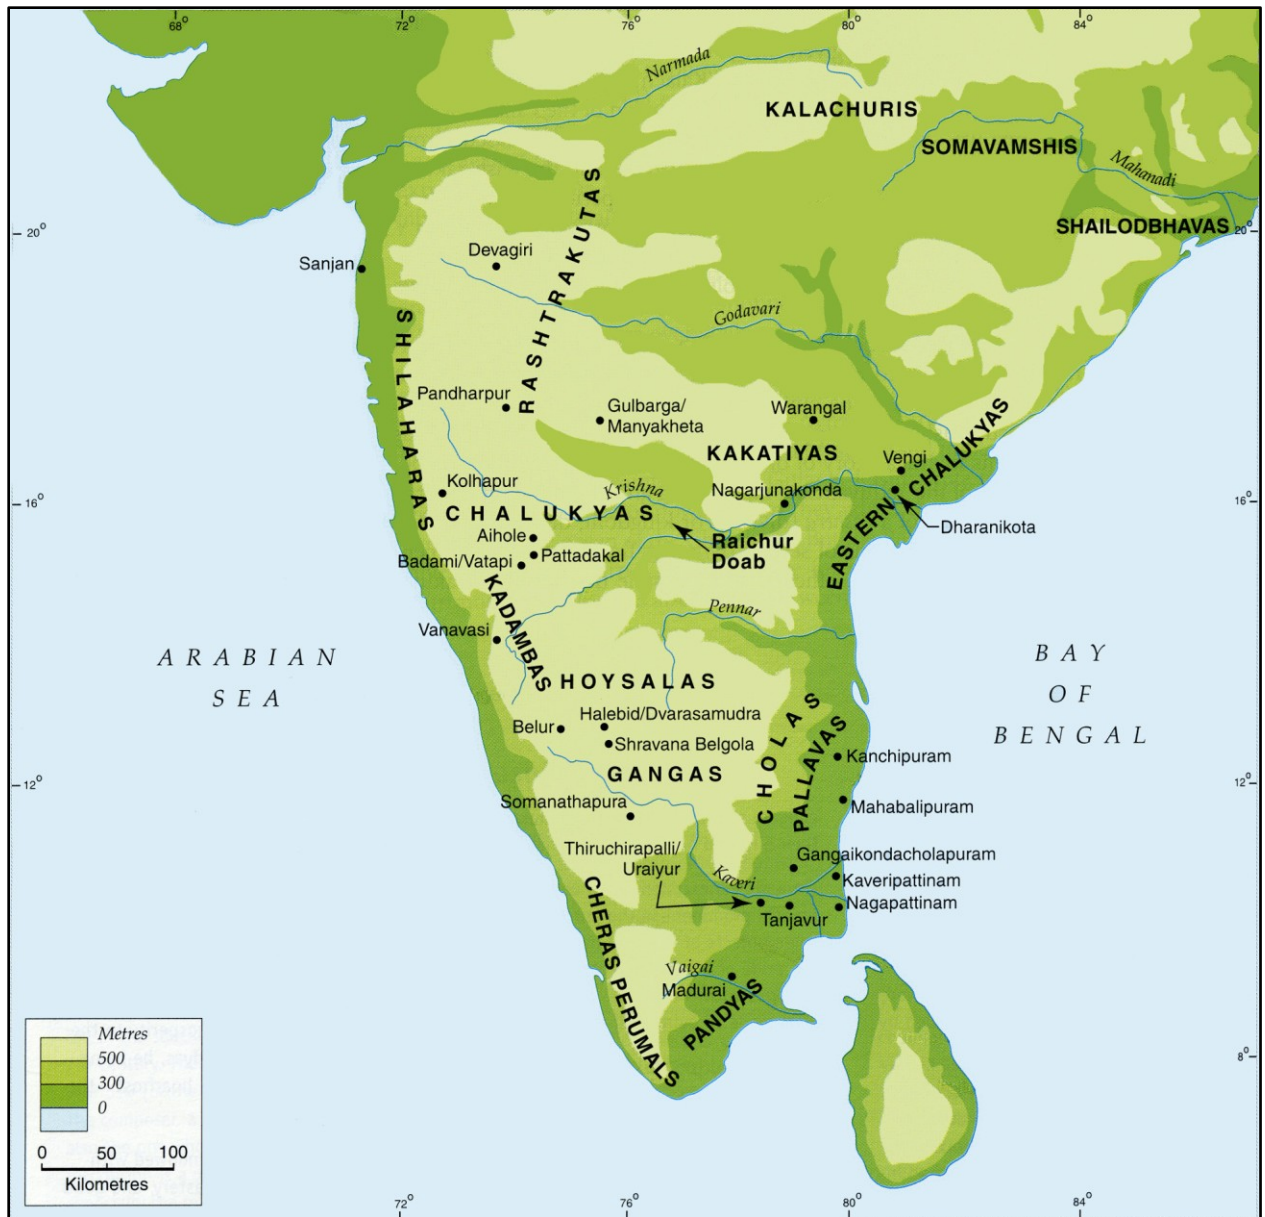 68°
72°
76°
80°
84°
Narmada
KALACHURIS
SOMAVAMSHIS
Mahanadi
SHAILODBHAVAS
20°
20°
RASHTRAKUTAS
Devagiri
Sanjan
Godavari
SHILAHARAS
Pandharpur
Gulbarga/
Manyakheta
Warangal
KAKATIYAS
Vengi
EASTERN CHALUKYAS
Kolhapur
Krishna
Nagarjunakonda
16°
16°
CHALUKYAS
Dharanikota
Aihole
Raichur
Doab
Pattadakal
Badami/Vatapi
KADAMBAS
Pennar
Vanavasi
ARABIAN
SEA
BAY
OF
BENGAL
HOYSALAS
CHOLAS
PALLAVAS
Halebid/Dvarasamudra
Belur
Shravana Belgola
Kanchipuram
GANGAS
12°
12°
Somanathapura
Mahabalipuram
Thiruchirapalli/
Uraiyur
Gangaikondacholapuram
Kaveri
Kaveripattinam
Nagapattinam
Tanjavur
CHERAS PERUMALS
Vaigai
Madurai
PANDYAS
8°
Metres
500
300
0
0 50 100
Kilometres
72°
76°
80°
84°